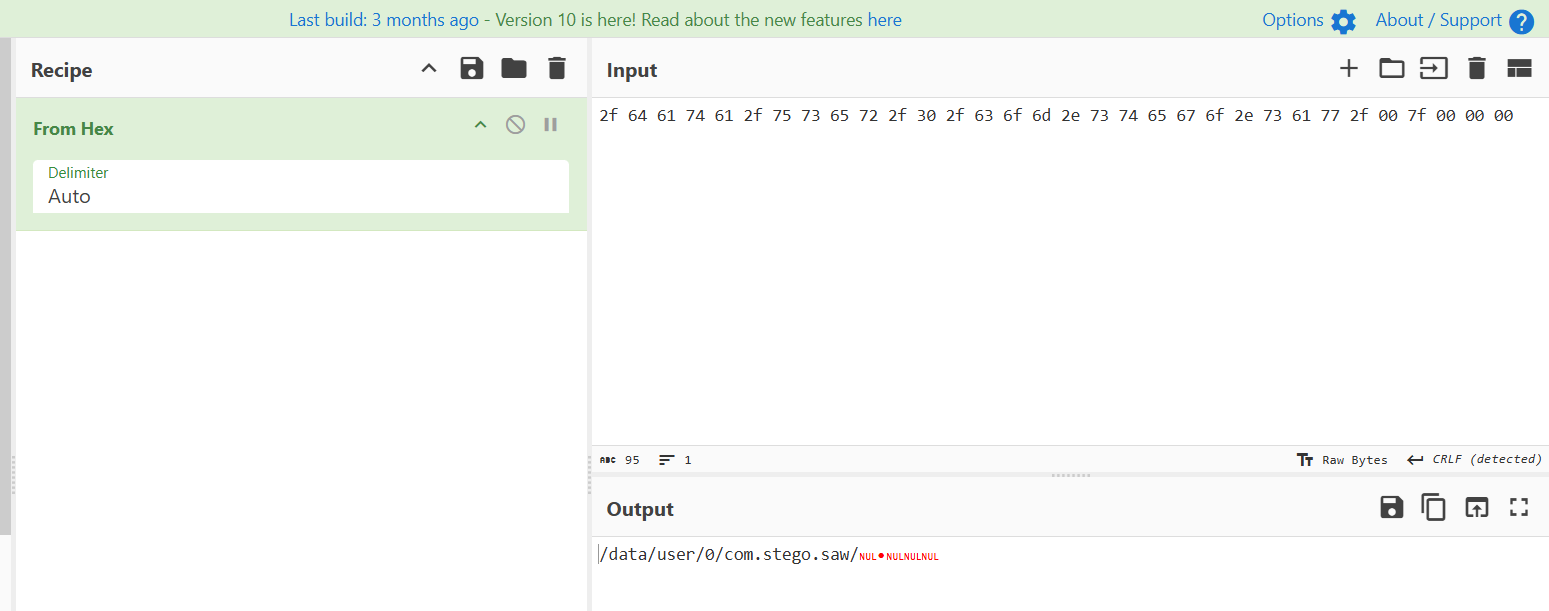 Last build: 3 months ago - Version 10 is here! Read about the new features here
Options
About / Support
?
Recipe
From Hex
Delimiter
Auto
Input
2f 64 61 74 61 2f 75 73 65 72 2f 30 2f 63 6f 6d 2e 73 74 65 67 6f 2e 73 61 77 2f 00 7f 00 00 00
ABC 95
1
Tт Raw Bytes
CRLF (detected)
Output
/data/user/0/com.stego.saw/NUL•NULNULNUL